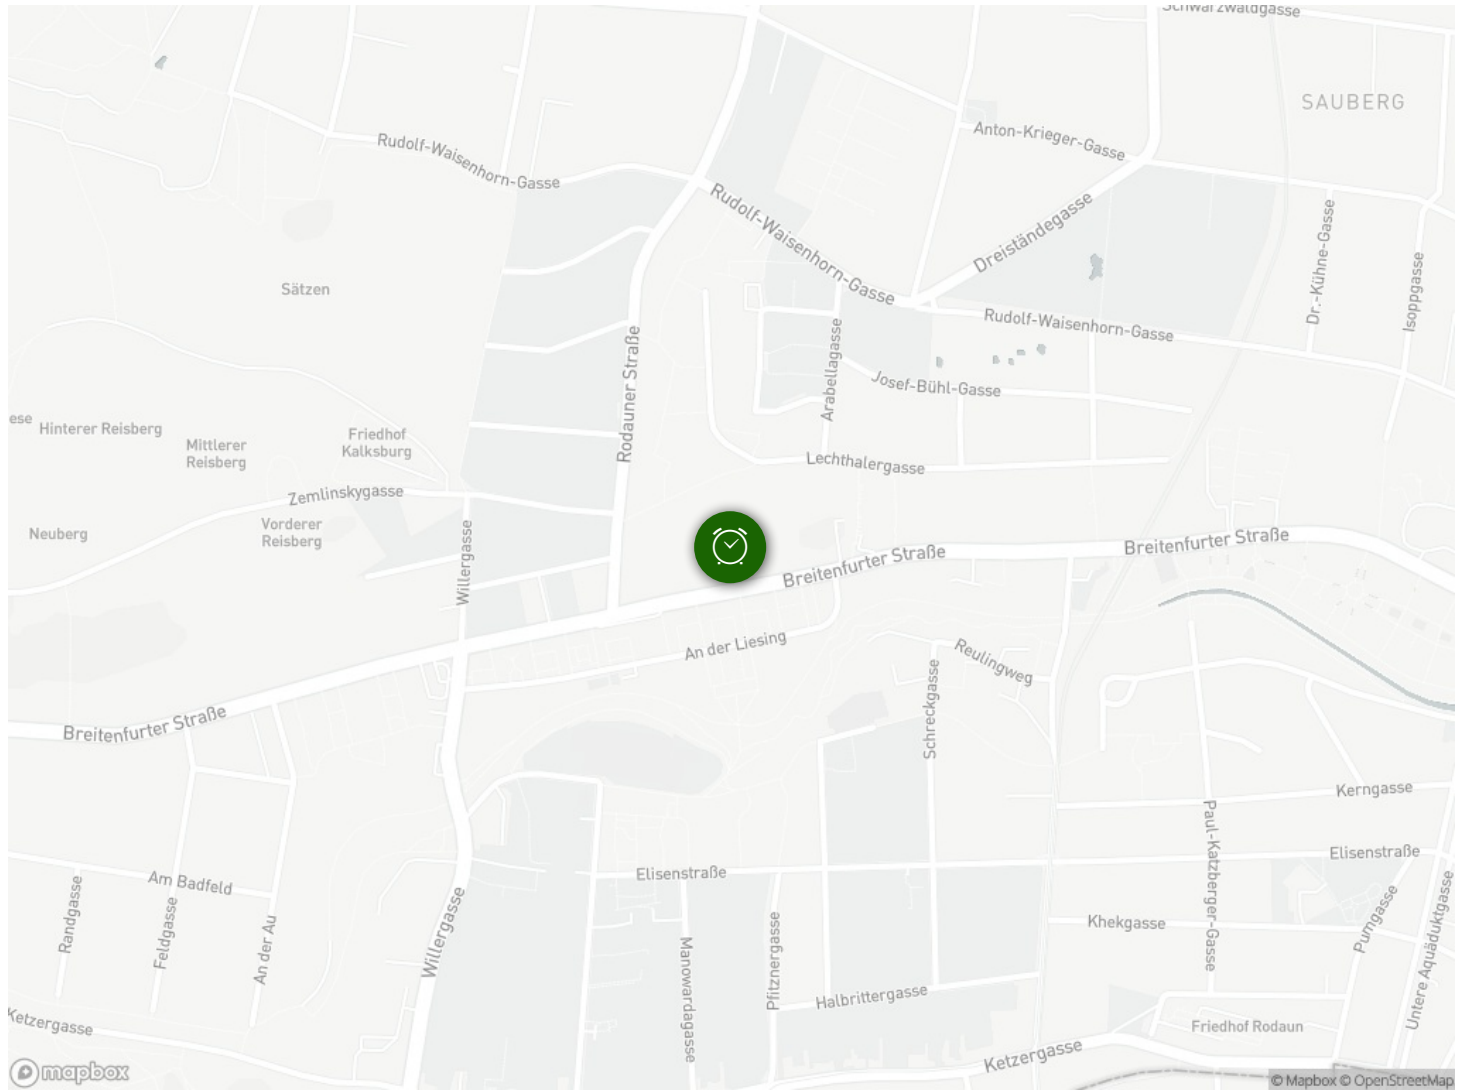 Schwarzwaldgasse
SAUBERG
Anton-Krieger-Gasse
Rudolf-Waisenhorn-Gasse
Rudolf-Waisenhorn-Gasse
Dreiständegasse
Dr.-Kühne-Gasse
Isoppgasse
Sätzen
Rudolf-Waisenhorn-Gasse
Rodauner Straße
Arabellagasse
Josef-Bühl-Gasse
ese
Hinterer Reisberg
Mittlerer
Reisberg
Friedhof
Kalksburg
Lechthalergasse
Zemlinskygasse
Neuberg
Vorderer
Reisberg
Willergasse
Breitenfurter Straße
Breitenfurter Straße
An der Liesing
Reulingweg
Schreckgasse
Breitenfurter Straße
Kerngasse
Paul-Katzberger-Gasse
Elisenstraße
Elisenstraße
Am Badfeld
Randgasse
Feldgasse
An der Au
Willergasse
Manowardagasse
Pfitznergasse
Khekgasse
Pumgasse
Untere Aquäduktgasse
Halbrittergasse
Ketzergasse
Friedhof Rodaun
Ketzergasse
mapbox
© Mapbox © OpenStreetMap